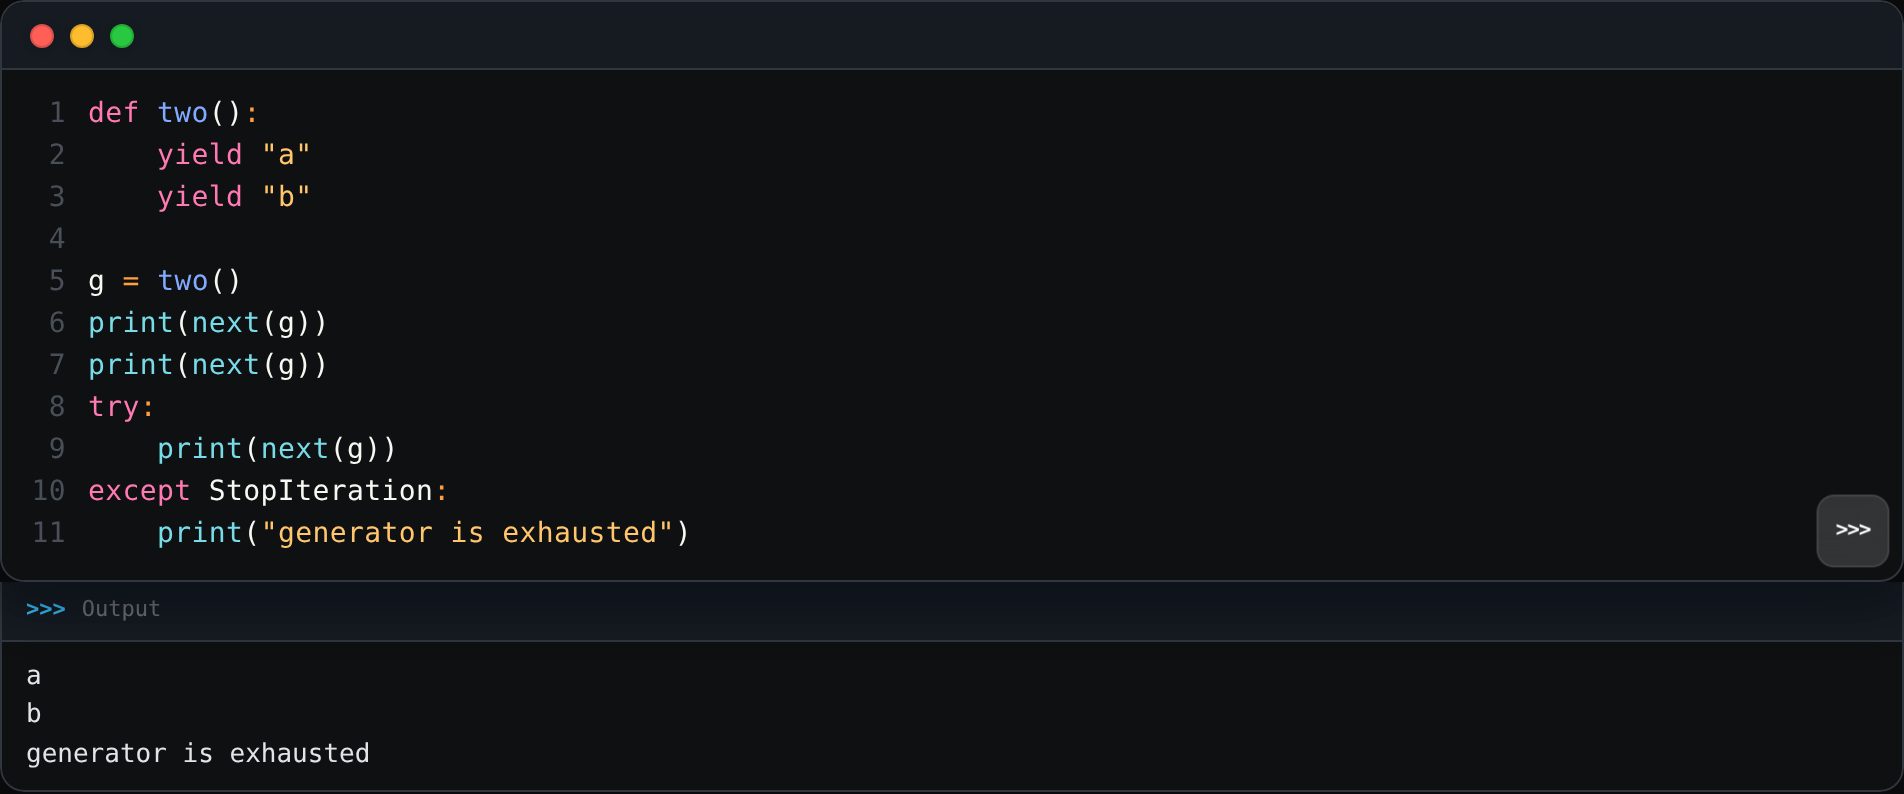 1 def two():
2     yield "a"
3     yield "b"
4
5 g = two()
6 print(next(g))
7 print(next(g))
8 try:
9     print(next(g))
10 except StopIteration:
11     print("generator is exhausted")
>>>
>>> Output
a
b
generator is exhausted